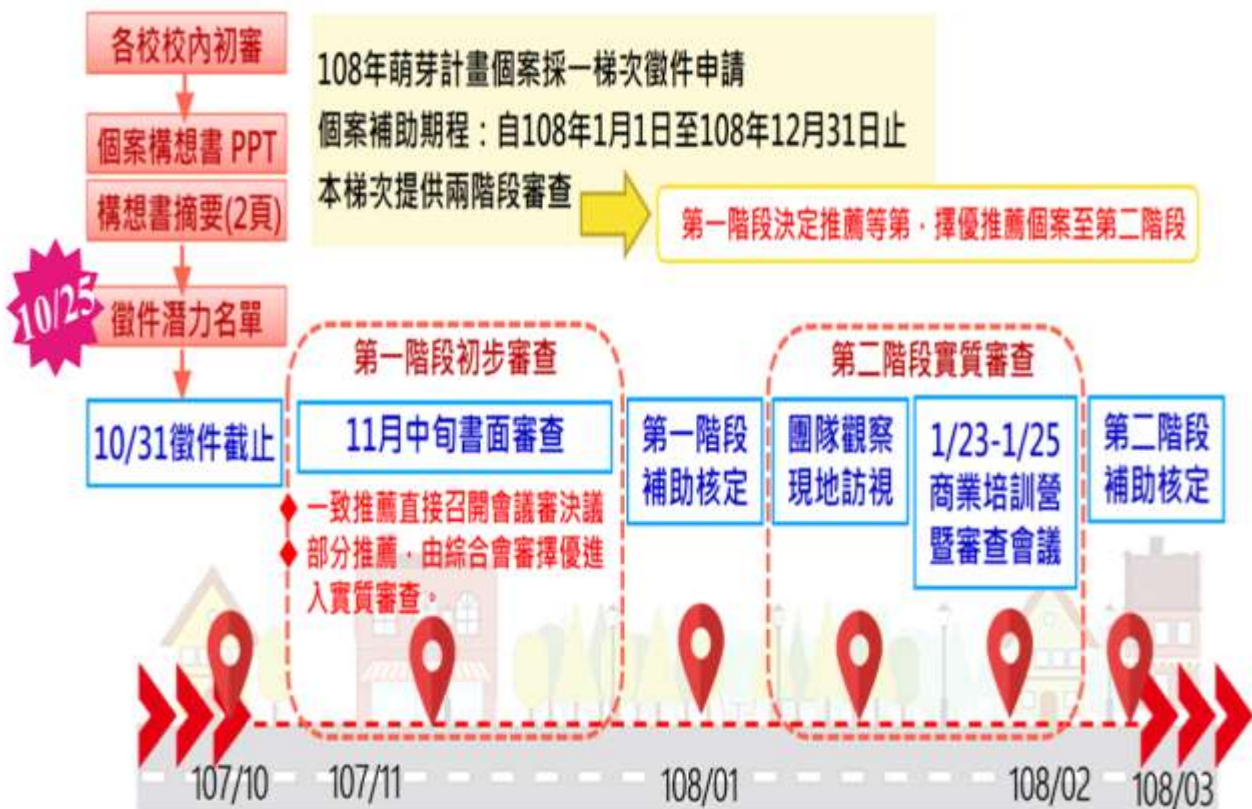 各校校內初審
個案構想書 PPT
構想書摘要(2頁)
10/25
徵件潛力名單
10/31徵件截止
108年萌芽計畫個案採一梯次徵件申請
個案補助期程：自108年1月1日至108年12月31日止
本梯次提供兩階段審查
第一階段決定推薦等第，擇優推薦個案至第二階段
第一階段初步審查
11月中旬書面審查
◆ 一致推薦直接召開會議審決議
◆ 部分推薦，由綜合會審擇優進
入實質審查。
第一階段
補助核定
第二階段實質審查
團隊觀察
現地訪視
1/23-1/25
商業培訓營
暨審查會議
第二階段
補助核定
107/10
107/11
108/01
108/02
108/03